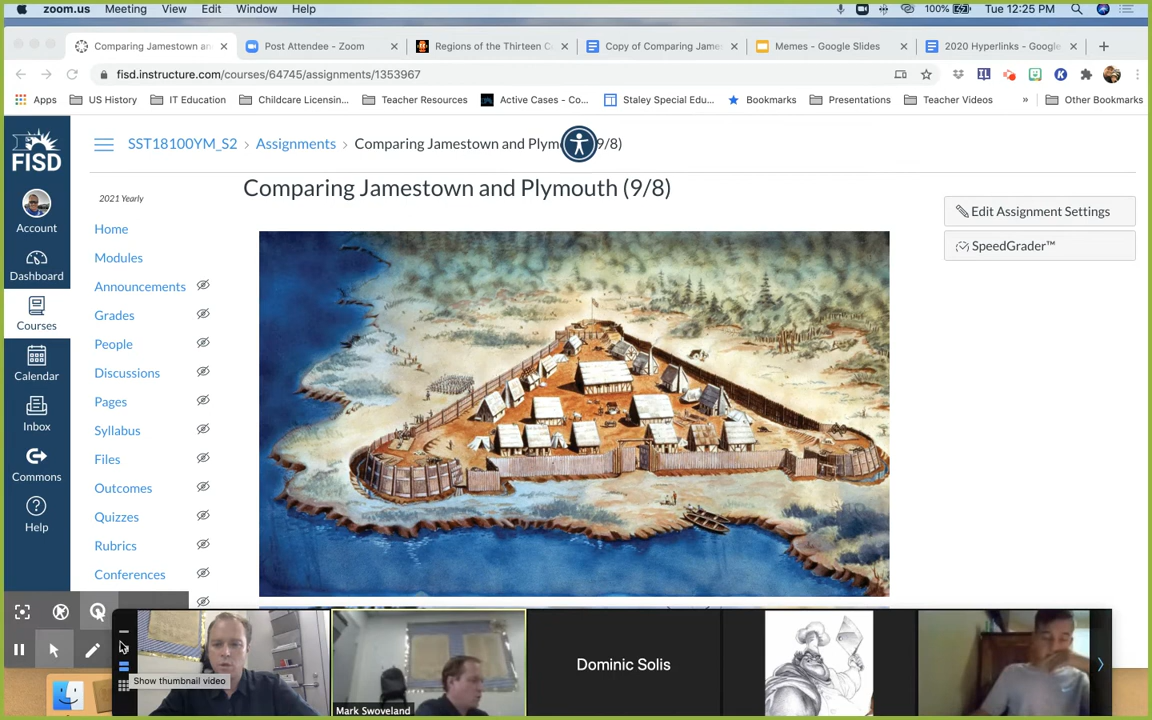 zoom.us Meeting View Edit Window Help 100% Tue 12:25 PM
Comparing Jamestown an Post Attendee - Zoom Regions of the Thirteen C Copy of Comparing Jame Memes - Google Slides 2020 Hyperlinks - Google
fisd.instructure.com/courses/64745/assignments/1353967
Apps US History IT Education Childcare Licensin... Teacher Resources Active Cases - Co... Staley Special Edu... Bookmarks Presentations Teacher Videos » Other Bookmarks
FISD
SST18100YM_S2 › Assignments › Comparing Jamestown and Plym 9/8)
Comparing Jamestown and Plymouth (9/8)
2021 Yearly
Edit Assignment Settings
SpeedGrader™
Account
Dashboard
Courses
Calendar
Inbox
Commons
Help
Home
Modules
Announcements
Grades
People
Discussions
Pages
Syllabus
Files
Outcomes
Quizzes
Rubrics
Conferences
Show thumbnail video
Mark Swoveland
Dominic Solis